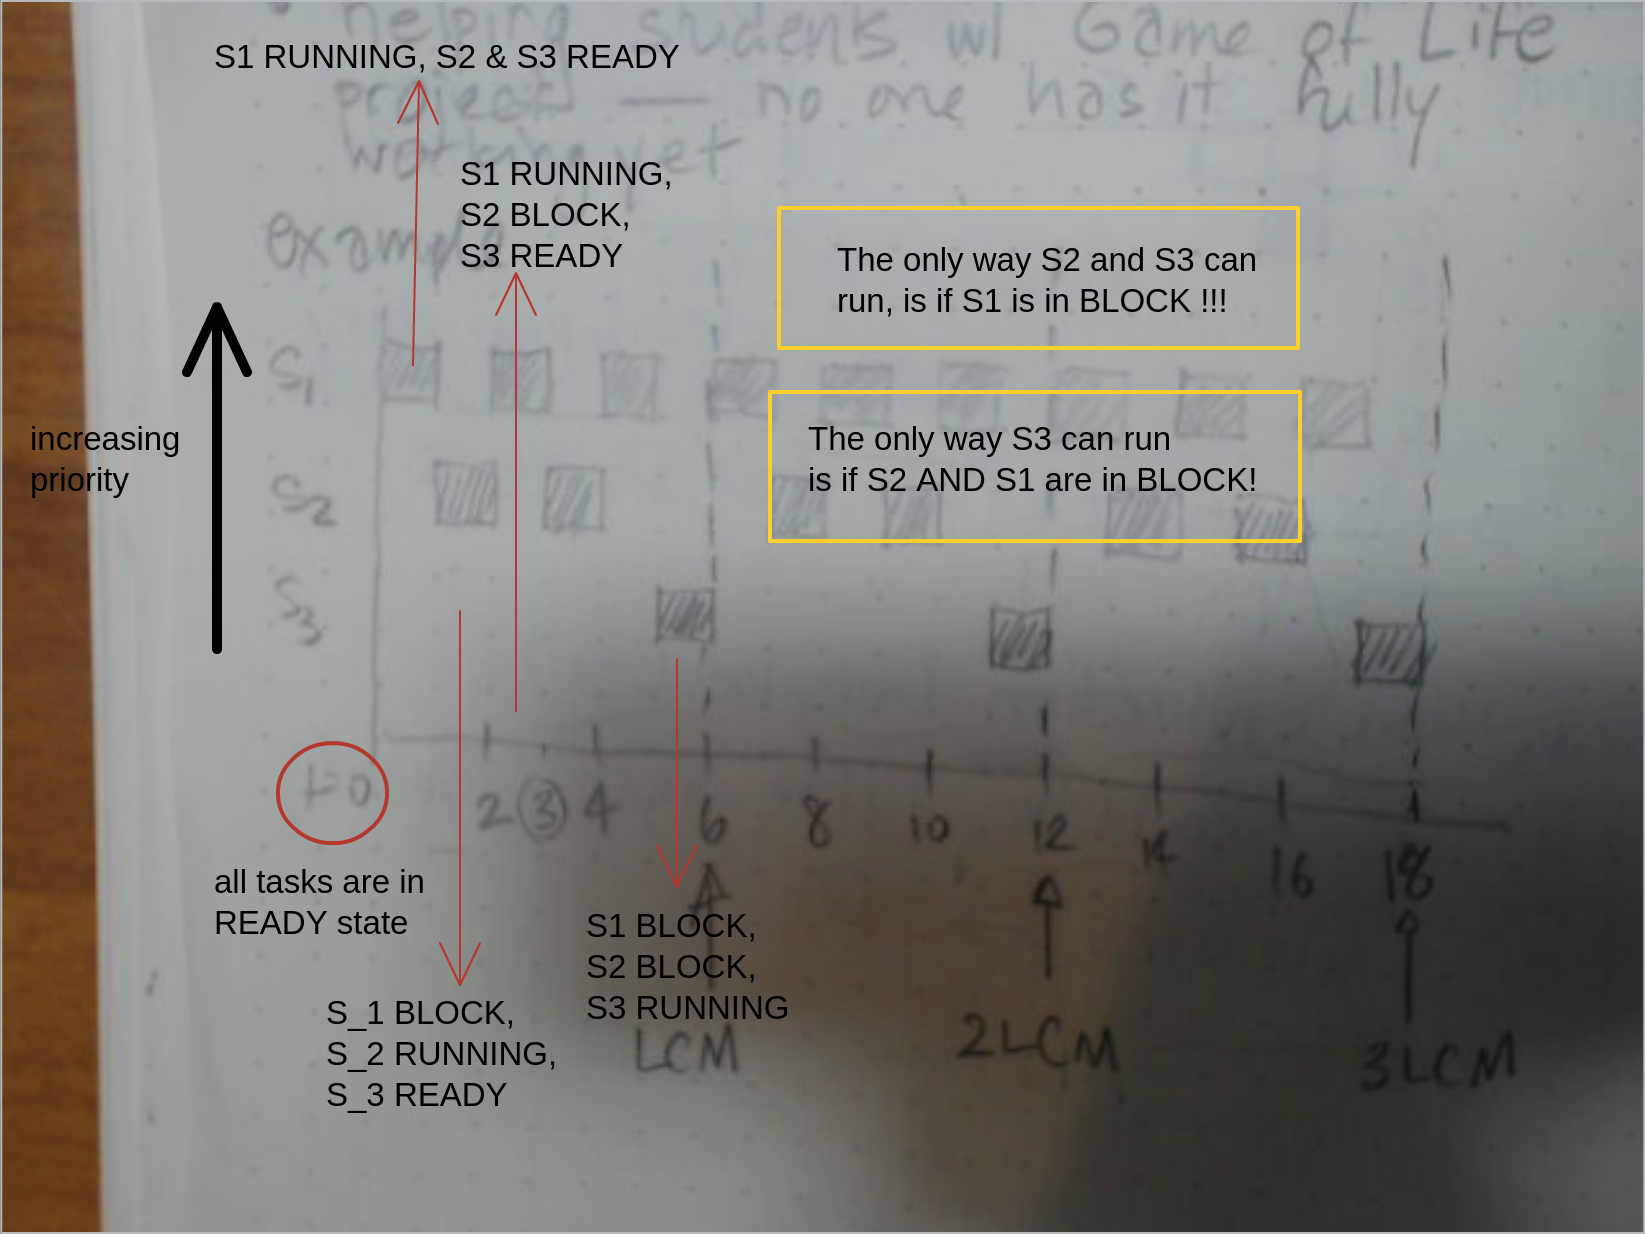 helping students w/ Game of Life
S1 RUNNING, S2 & S3 READY
project — no one has it fully
working yet
S1 RUNNING,
S2 BLOCK,
S3 READY
example
The only way S2 and S3 can
run, is if S1 is in BLOCK !!!
S1
increasing
priority
The only way S3 can run
is if S2 AND S1 are in BLOCK!
S2
S3
t=0
2 3 4 6 8 10 12 14 16 18
all tasks are in
READY state
S1 BLOCK,
S2 BLOCK,
S3 RUNNING
S_1 BLOCK,
S_2 RUNNING,
S_3 READY
LCM 2LCM 3LCM